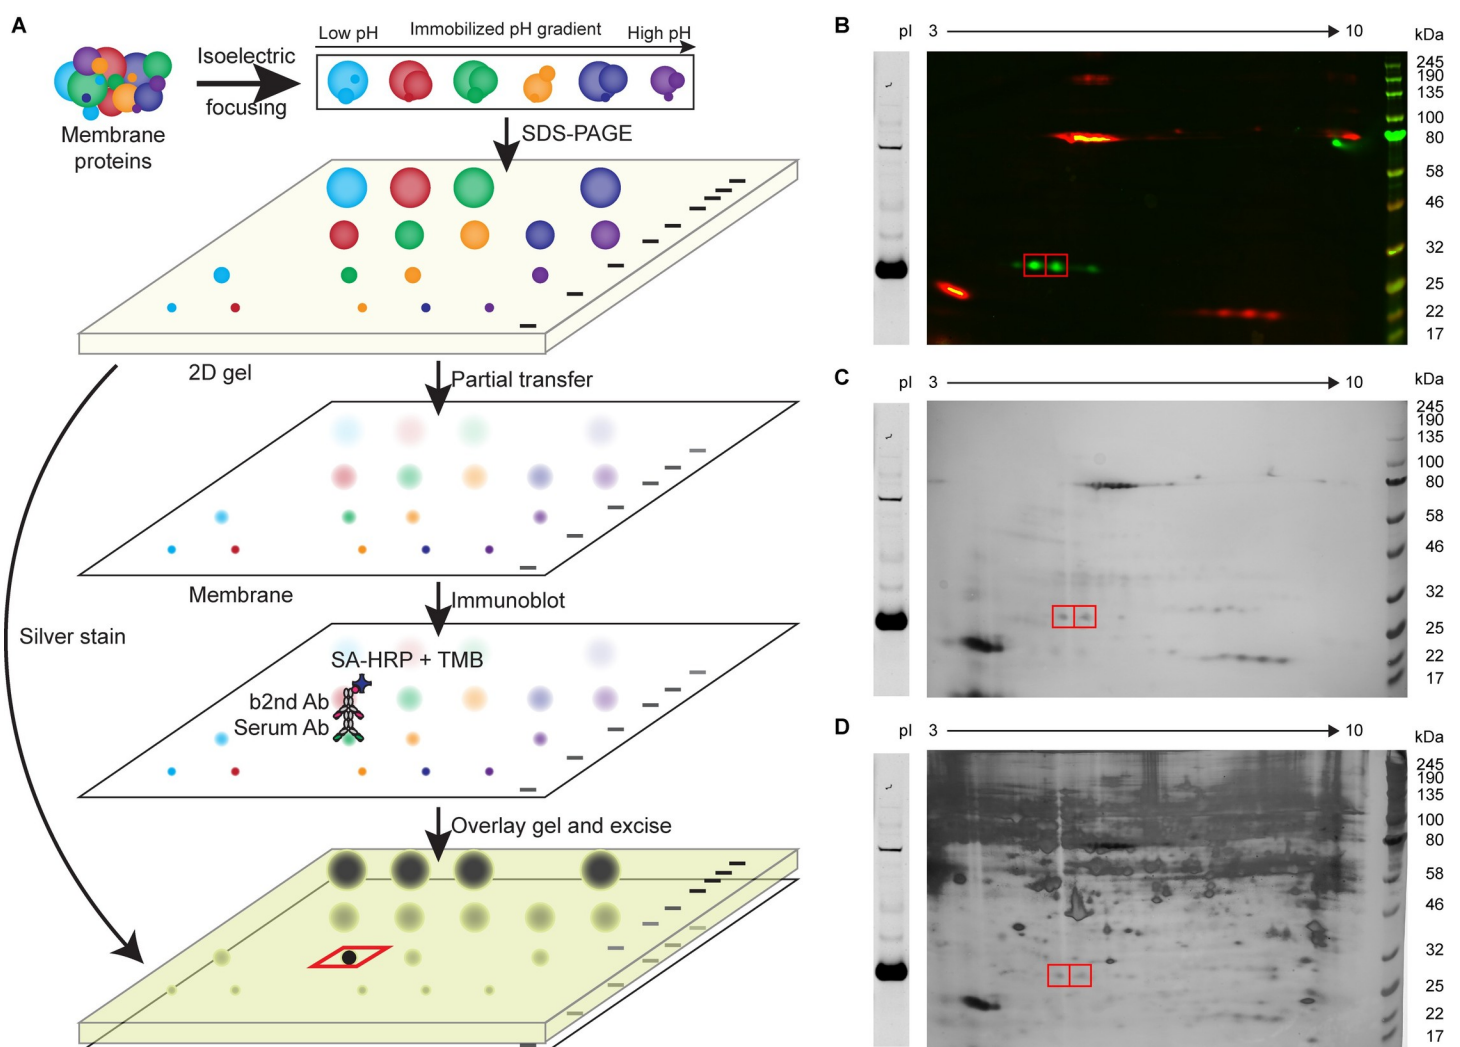 A
Low pH
Immobilized pH gradient
High pH
Isoelectric
focusing
Membrane
proteins
SDS-PAGE
2D gel
Partial transfer
Membrane
Immunoblot
Silver stain
SA-HRP + TMB
b2nd Ab
Serum Ab
Overlay gel and excise
B
pI 3 10
kDa
245
190
135
100
80
58
46
32
25
22
17
C
pI 3 10
kDa
245
190
135
100
80
58
46
32
25
22
17
D
pI 3 10
kDa
245
190
135
100
80
58
46
32
25
22
17